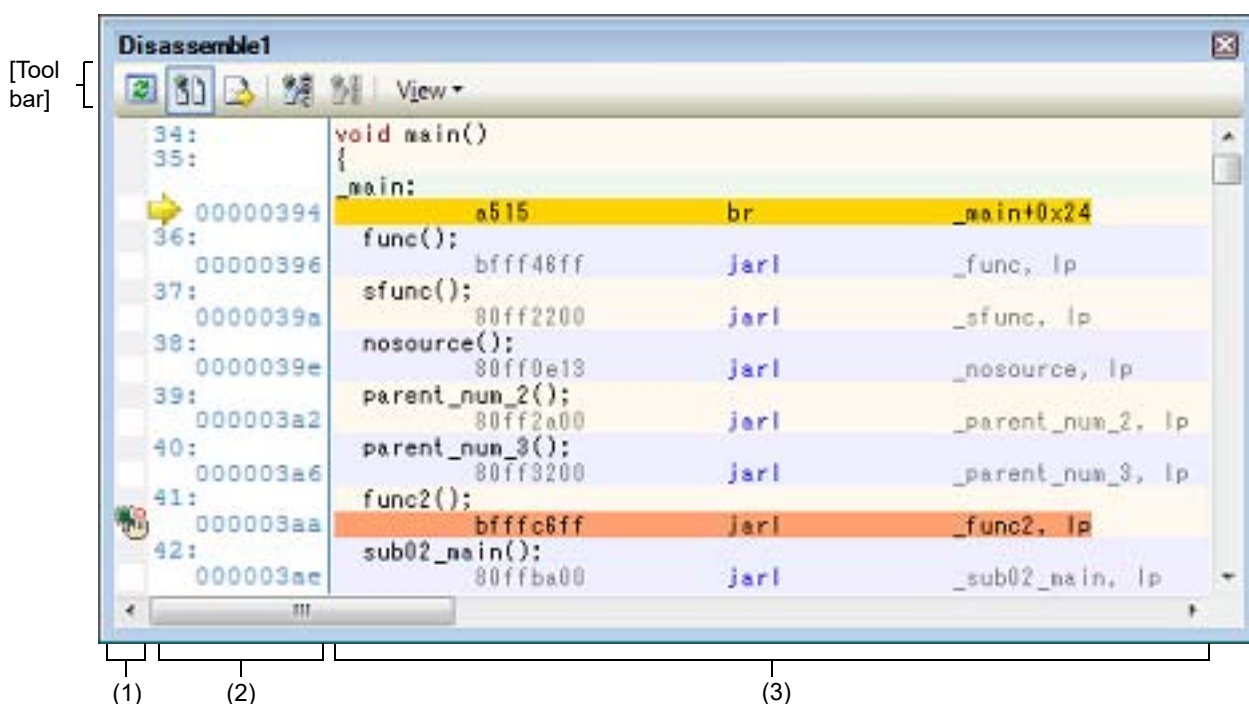 Disassemble1
[Tool bar]
View
34: void main()
35: {
_main:
00000394 a515 br _main+0x24
36: func();
00000396 bfff46ff jarl _func, lp
37: sfunc();
0000039a 80ff2200 jarl _sfunc, lp
38: nosource();
0000039e 80ff0e13 jarl _nosource, lp
39: parent_num_2();
000003a2 80ff2a00 jarl _parent_num_2, lp
40: parent_num_3();
000003a6 80ff3200 jarl _parent_num_3, lp
41: func2();
000003aa bfffc6ff jarl _func2, lp
42: sub02_main();
000003ae 80ffba00 jarl _sub02_main, lp
(1) (2) (3)